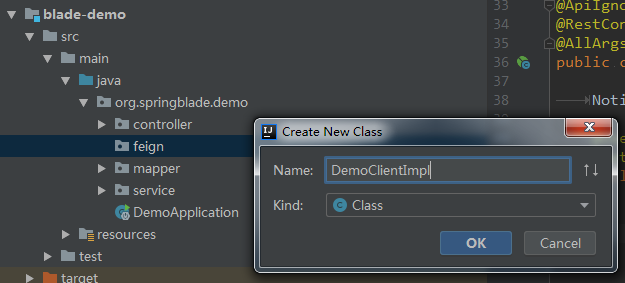 blade-demo
src
main
java
org.springblade.demo
controller
feign
mapper
service
DemoApplication
resources
test
target
33
34
35
36
37
38
39
@ApiIgno
@RestCon
@AllArgs
public c
Noti
Create New Class
Name:
DemoClientImpl
Kind:
Class
OK
Cancel